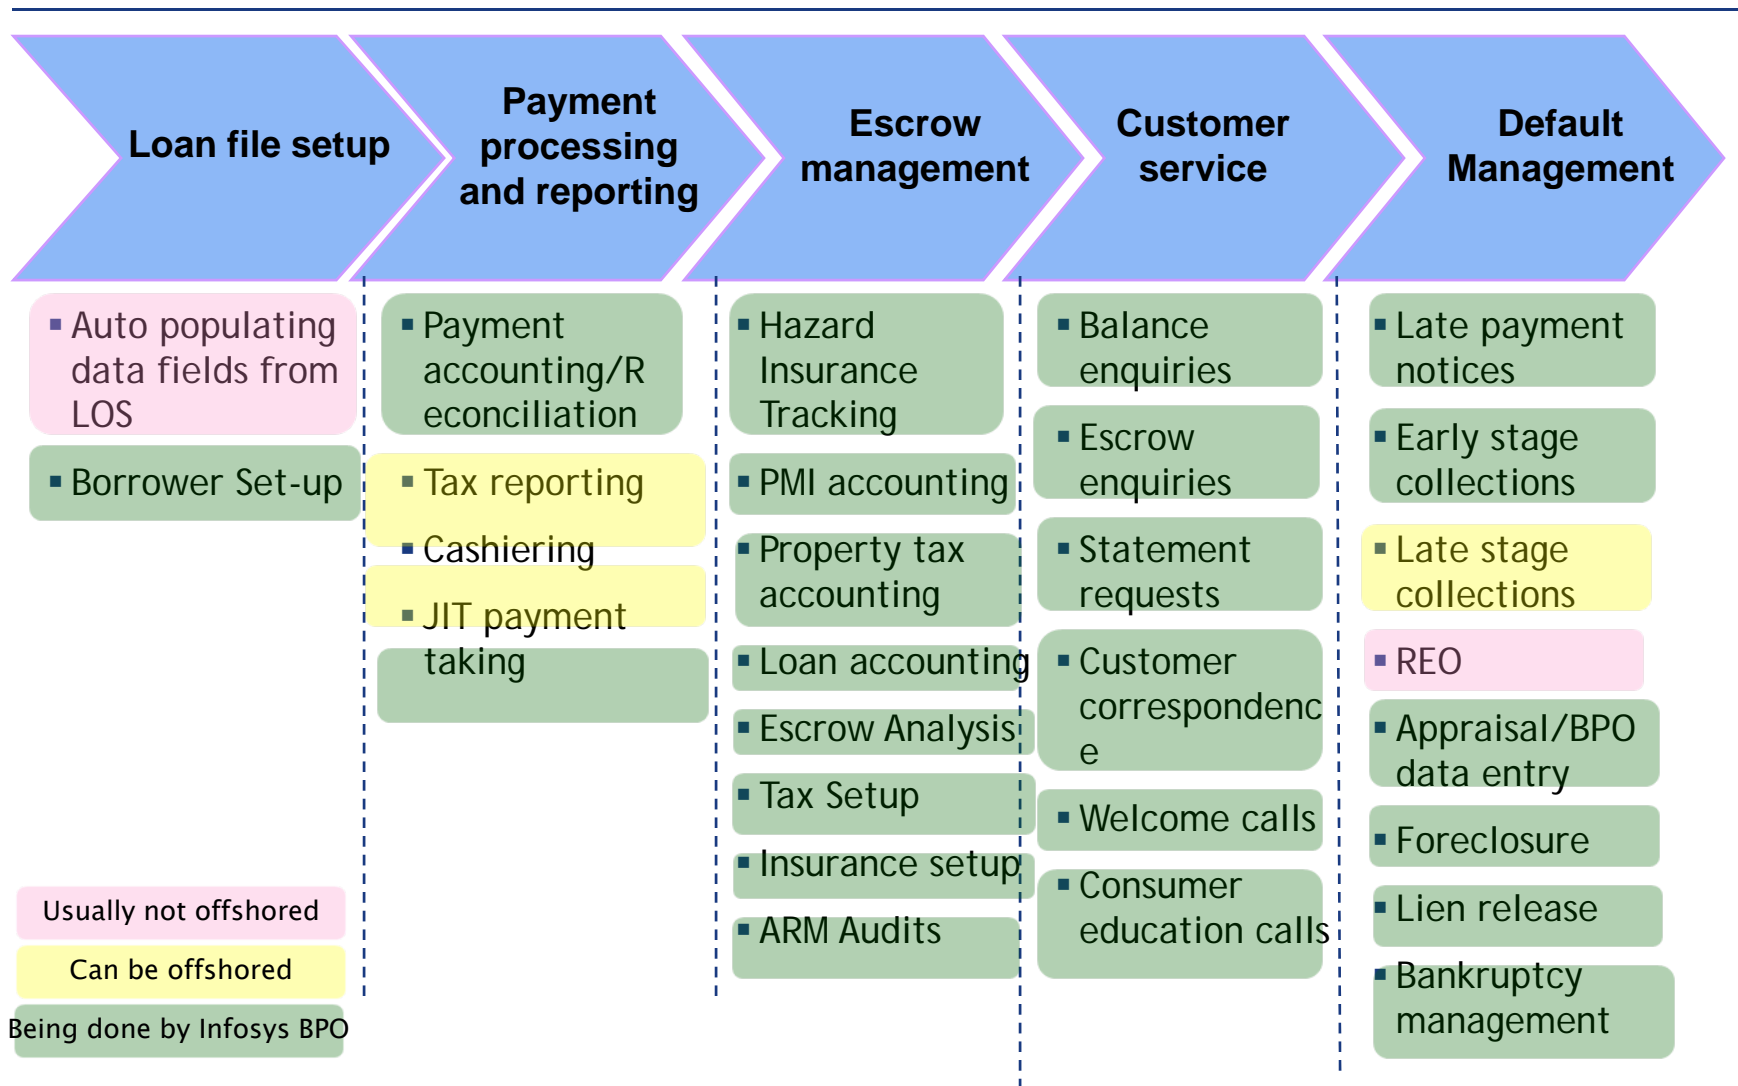 Loan file setup
Payment
processing
and reporting
Escrow
management
Customer
service
Default
Management
▪ Auto populating
data fields from
LOS
▪ Borrower Set-up
▪ Payment
accounting/R
econciliation
▪ Tax reporting
▪ Cashiering
▪ JIT payment
taking
▪ Hazard
Insurance
Tracking
▪ PMI accounting
▪ Property tax
accounting
▪ Loan accounting
▪ Escrow Analysis
▪ Tax Setup
▪ Insurance setup
▪ ARM Audits
▪ Balance
enquiries
▪ Escrow
enquiries
▪ Statement
requests
▪ Customer
correspondenc
e
▪ Welcome calls
▪ Consumer
education calls
▪ Late payment
notices
▪ Early stage
collections
▪ Late stage
collections
▪ REO
▪ Appraisal/BPO
data entry
▪ Foreclosure
▪ Lien release
▪ Bankruptcy
management
Usually not offshored
Can be offshored
Being done by Infosys BPO